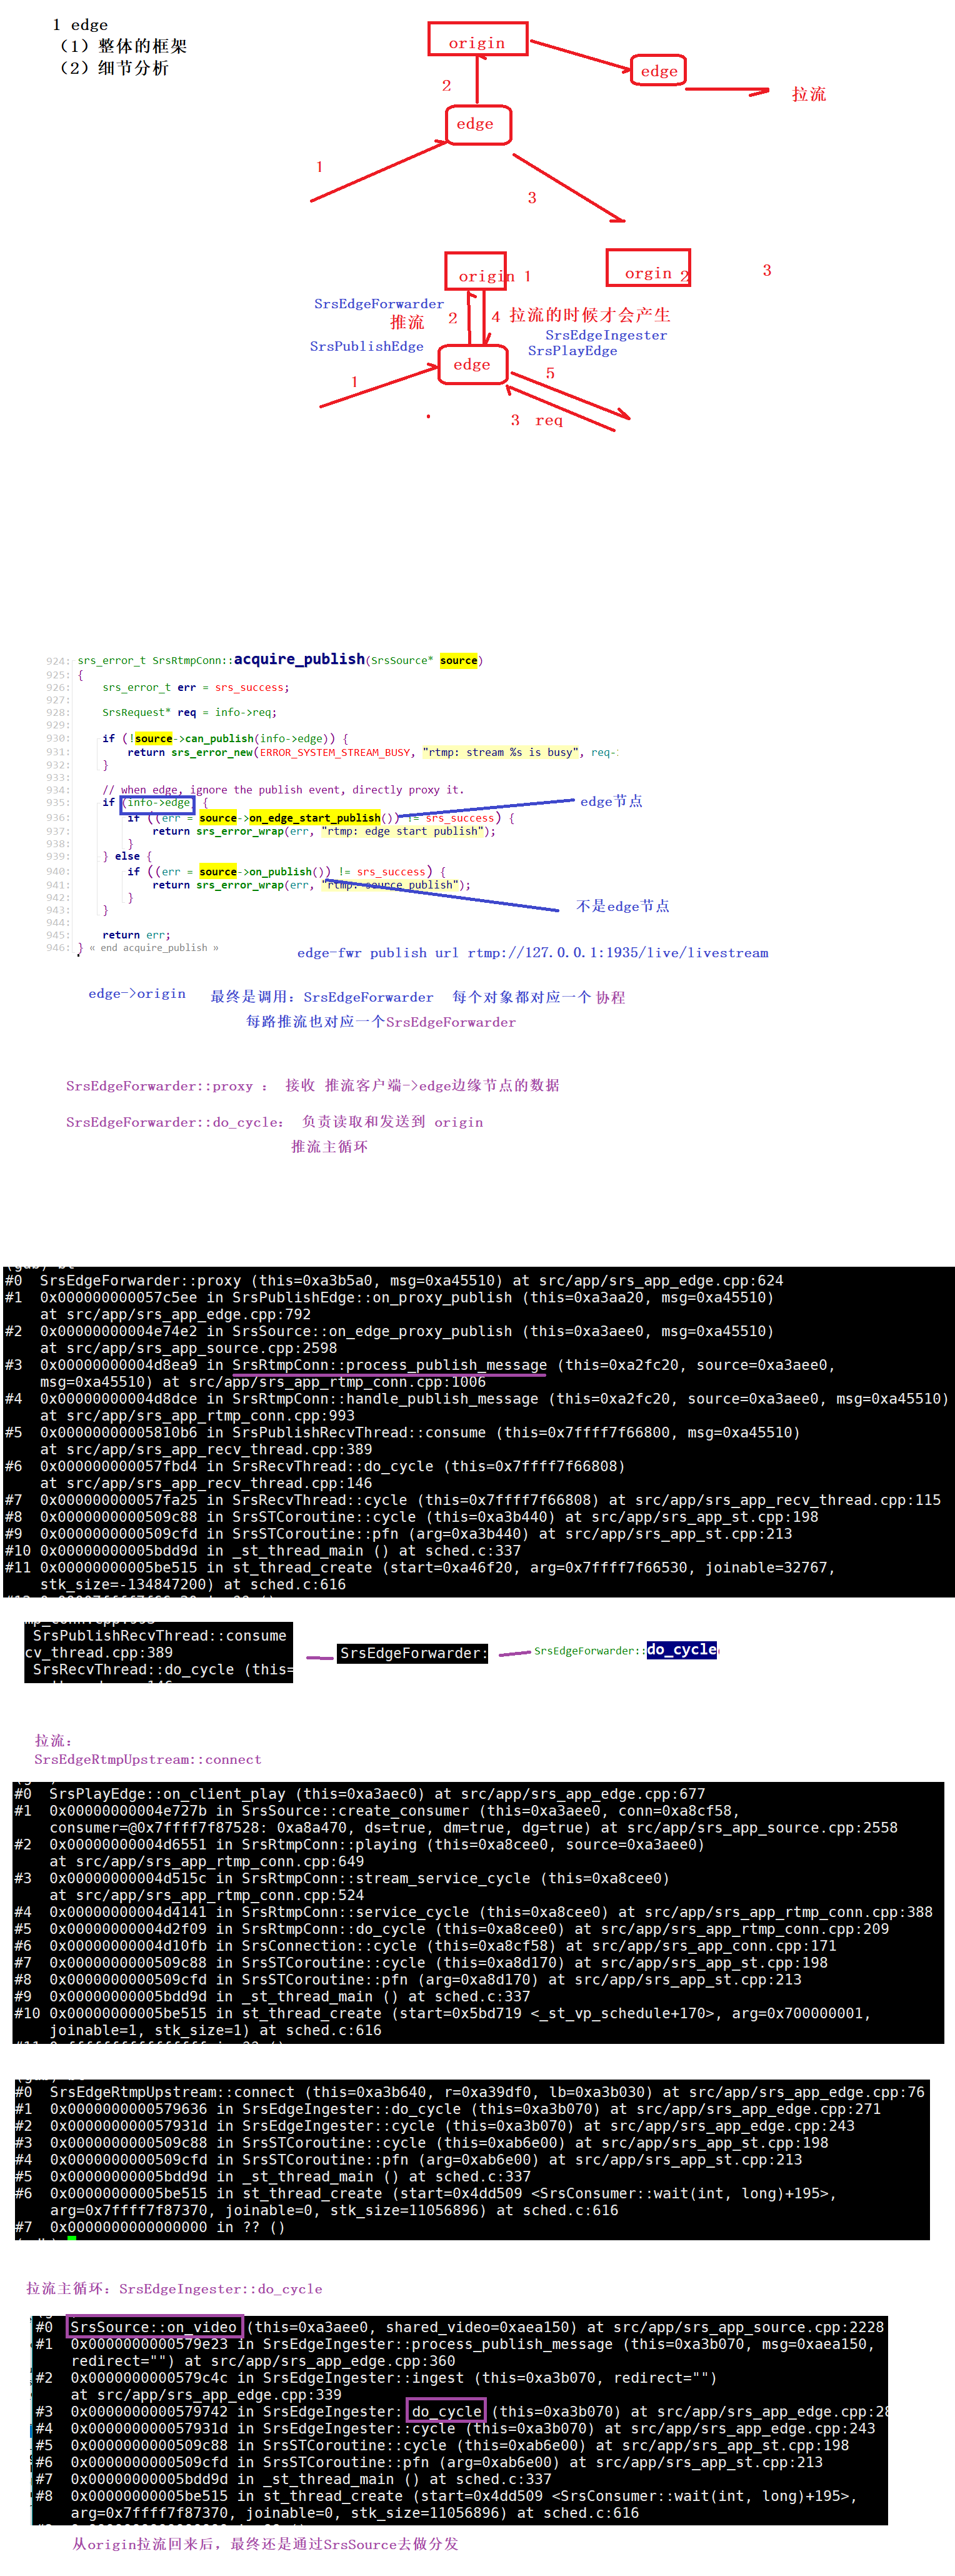 1 edge
（1）整体的框架
（2）细节分析
origin
edge
拉流
2
edge
1
3
origin 1
orgin 2
3
SrsEdgeForwarder
推流
2
4
拉流的时候才会产生
SrsEdgeIngester
SrsPublishEdge
SrsPlayEdge
edge
5
1
3 req
924: srs_error_t SrsRtmpConn::acquire_publish(SrsSource* source)
925: {
926: srs_error_t err = srs_success;
927:
928: SrsRequest* req = info->req;
929:
930: if (!source->can_publish(info->edge)) {
931: return srs_error_new(ERROR_SYSTEM_STREAM_BUSY, "rtmp: stream %s is busy", req-
932: }
933:
934: // when edge, ignore the publish event, directly proxy it.
935: if (info->edge) {
936: if ((err = source->on_edge_start_publish()) != srs_success) {
937: return srs_error_wrap(err, "rtmp: edge start publish");
938: }
939: } else {
940: if ((err = source->on_publish()) != srs_success) {
941: return srs_error_wrap(err, "rtmp: source publish");
942: }
943: }
944:
945: return err;
946: } « end acquire_publish »
edge节点
不是edge节点
edge-fwr publish url rtmp://127.0.0.1:1935/live/livestream
edge->origin 最终是调用：SrsEdgeForwarder 每个对象都对应一个 协程
每路推流也对应一个SrsEdgeForwarder
SrsEdgeForwarder::proxy ： 接收 推流客户端->edge边缘节点的数据
SrsEdgeForwarder::do_cycle： 负责读取和发送到 origin
推流主循环
(gdb) bt
#0 SrsEdgeForwarder::proxy (this=0xa3b5a0, msg=0xa45510) at src/app/srs_app_edge.cpp:624
#1 0x000000000057c5ee in SrsPublishEdge::on_proxy_publish (this=0xa3aa20, msg=0xa45510)
at src/app/srs_app_edge.cpp:792
#2 0x00000000004e74e2 in SrsSource::on_edge_proxy_publish (this=0xa3aee0, msg=0xa45510)
at src/app/srs_app_source.cpp:2598
#3 0x00000000004d8ea9 in SrsRtmpConn::process_publish_message (this=0xa2fc20, source=0xa3aee0,
msg=0xa45510) at src/app/srs_app_rtmp_conn.cpp:1006
#4 0x00000000004d8dce in SrsRtmpConn::handle_publish_message (this=0xa2fc20, source=0xa3aee0, msg=0xa45510)
at src/app/srs_app_rtmp_conn.cpp:993
#5 0x00000000005810b6 in SrsPublishRecvThread::consume (this=0x7ffff7f66800, msg=0xa45510)
at src/app/srs_app_recv_thread.cpp:389
#6 0x000000000057fbd4 in SrsRecvThread::do_cycle (this=0x7ffff7f66808)
at src/app/srs_app_recv_thread.cpp:146
#7 0x000000000057fa25 in SrsRecvThread::cycle (this=0x7ffff7f66808) at src/app/srs_app_recv_thread.cpp:115
#8 0x0000000000509c88 in SrsSTCoroutine::cycle (this=0xa3b440) at src/app/srs_app_st.cpp:198
#9 0x0000000000509cfd in SrsSTCoroutine::pfn (arg=0xa3b440) at src/app/srs_app_st.cpp:213
#10 0x00000000005bdd9d in _st_thread_main () at sched.c:337
#11 0x00000000005be515 in st_thread_create (start=0xa46f20, arg=0x7ffff7f66530, joinable=32767,
stk_size=-134847200) at sched.c:616
SrsPublishRecvThread::consume
cv_thread.cpp:389
SrsRecvThread::do_cycle (this=
SrsEdgeForwarder:
SrsEdgeForwarder::do_cycle
拉流：
SrsEdgeRtmpUpstream::connect
#0 SrsPlayEdge::on_client_play (this=0xa3aec0) at src/app/srs_app_edge.cpp:677
#1 0x00000000004e727b in SrsSource::create_consumer (this=0xa3aee0, conn=0xa8cf58,
consumer=@0x7ffff7f87528: 0xa8a470, ds=true, dm=true, dg=true) at src/app/srs_app_source.cpp:2558
#2 0x00000000004d6551 in SrsRtmpConn::playing (this=0xa8cee0, source=0xa3aee0)
at src/app/srs_app_rtmp_conn.cpp:649
#3 0x00000000004d515c in SrsRtmpConn::stream_service_cycle (this=0xa8cee0)
at src/app/srs_app_rtmp_conn.cpp:524
#4 0x00000000004d4141 in SrsRtmpConn::service_cycle (this=0xa8cee0) at src/app/srs_app_rtmp_conn.cpp:388
#5 0x00000000004d2f09 in SrsRtmpConn::do_cycle (this=0xa8cee0) at src/app/srs_app_rtmp_conn.cpp:209
#6 0x00000000004d10fb in SrsConnection::cycle (this=0xa8cf58) at src/app/srs_app_conn.cpp:171
#7 0x0000000000509c88 in SrsSTCoroutine::cycle (this=0xa8d170) at src/app/srs_app_st.cpp:198
#8 0x0000000000509cfd in SrsSTCoroutine::pfn (arg=0xa8d170) at src/app/srs_app_st.cpp:213
#9 0x00000000005bdd9d in _st_thread_main () at sched.c:337
#10 0x00000000005be515 in st_thread_create (start=0x5bd719 <_st_vp_schedule+170>, arg=0x700000001,
joinable=1, stk_size=1) at sched.c:616
#0 SrsEdgeRtmpUpstream::connect (this=0xa3b640, r=0xa39df0, lb=0xa3b030) at src/app/srs_app_edge.cpp:76
#1 0x0000000000579636 in SrsEdgeIngester::do_cycle (this=0xa3b070) at src/app/srs_app_edge.cpp:271
#2 0x000000000057931d in SrsEdgeIngester::cycle (this=0xa3b070) at src/app/srs_app_edge.cpp:243
#3 0x0000000000509c88 in SrsSTCoroutine::cycle (this=0xab6e00) at src/app/srs_app_st.cpp:198
#4 0x0000000000509cfd in SrsSTCoroutine::pfn (arg=0xab6e00) at src/app/srs_app_st.cpp:213
#5 0x00000000005bdd9d in _st_thread_main () at sched.c:337
#6 0x00000000005be515 in st_thread_create (start=0x4dd509 <SrsConsumer::wait(int, long)+195>,
arg=0x7ffff7f87370, joinable=0, stk_size=11056896) at sched.c:616
#7 0x0000000000000000 in ?? ()
拉流主循环：SrsEdgeIngester::do_cycle
#0 SrsSource::on_video (this=0xa3aee0, shared_video=0xaea150) at src/app/srs_app_source.cpp:2228
#1 0x0000000000579e23 in SrsEdgeIngester::process_publish_message (this=0xa3b070, msg=0xaea150,
redirect="") at src/app/srs_app_edge.cpp:360
#2 0x0000000000579c4c in SrsEdgeIngester::ingest (this=0xa3b070, redirect="")
at src/app/srs_app_edge.cpp:339
#3 0x0000000000579742 in SrsEdgeIngester::do_cycle (this=0xa3b070) at src/app/srs_app_edge.cpp:28
#4 0x000000000057931d in SrsEdgeIngester::cycle (this=0xa3b070) at src/app/srs_app_edge.cpp:243
#5 0x0000000000509c88 in SrsSTCoroutine::cycle (this=0xab6e00) at src/app/srs_app_st.cpp:198
#6 0x0000000000509cfd in SrsSTCoroutine::pfn (arg=0xab6e00) at src/app/srs_app_st.cpp:213
#7 0x00000000005bdd9d in _st_thread_main () at sched.c:337
#8 0x00000000005be515 in st_thread_create (start=0x4dd509 <SrsConsumer::wait(int, long)+195>,
arg=0x7ffff7f87370, joinable=0, stk_size=11056896) at sched.c:616
从origin拉流回来后，最终还是通过SrsSource去做分发